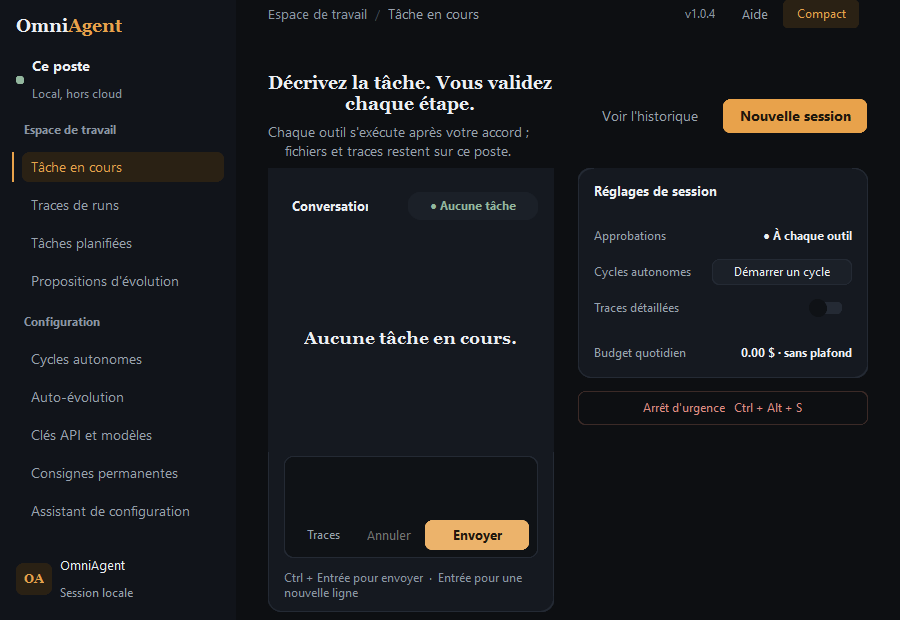 OmniAgent
Ce poste
Local, hors cloud
Espace de travail
Tâche en cours
Traces de runs
Tâches planifiées
Propositions d'évolution
Configuration
Cycles autonomes
Auto-évolution
Clés API et modèles
Consignes permanentes
Assistant de configuration
OA
OmniAgent
Session locale
Espace de travail / Tâche en cours
v1.0.4
Aide
Compact
Décrivez la tâche. Vous validez
chaque étape.
Chaque outil s'exécute après votre accord ;
fichiers et traces restent sur ce poste.
Voir l'historique
Nouvelle session
Conversation
● Aucune tâche
Aucune tâche en cours.
Traces
Annuler
Envoyer
Ctrl + Entrée pour envoyer · Entrée pour une
nouvelle ligne
Réglages de session
Approbations
● À chaque outil
Cycles autonomes
Démarrer un cycle
Traces détaillées
Budget quotidien
0.00 $ · sans plafond
Arrêt d'urgence Ctrl + Alt + S